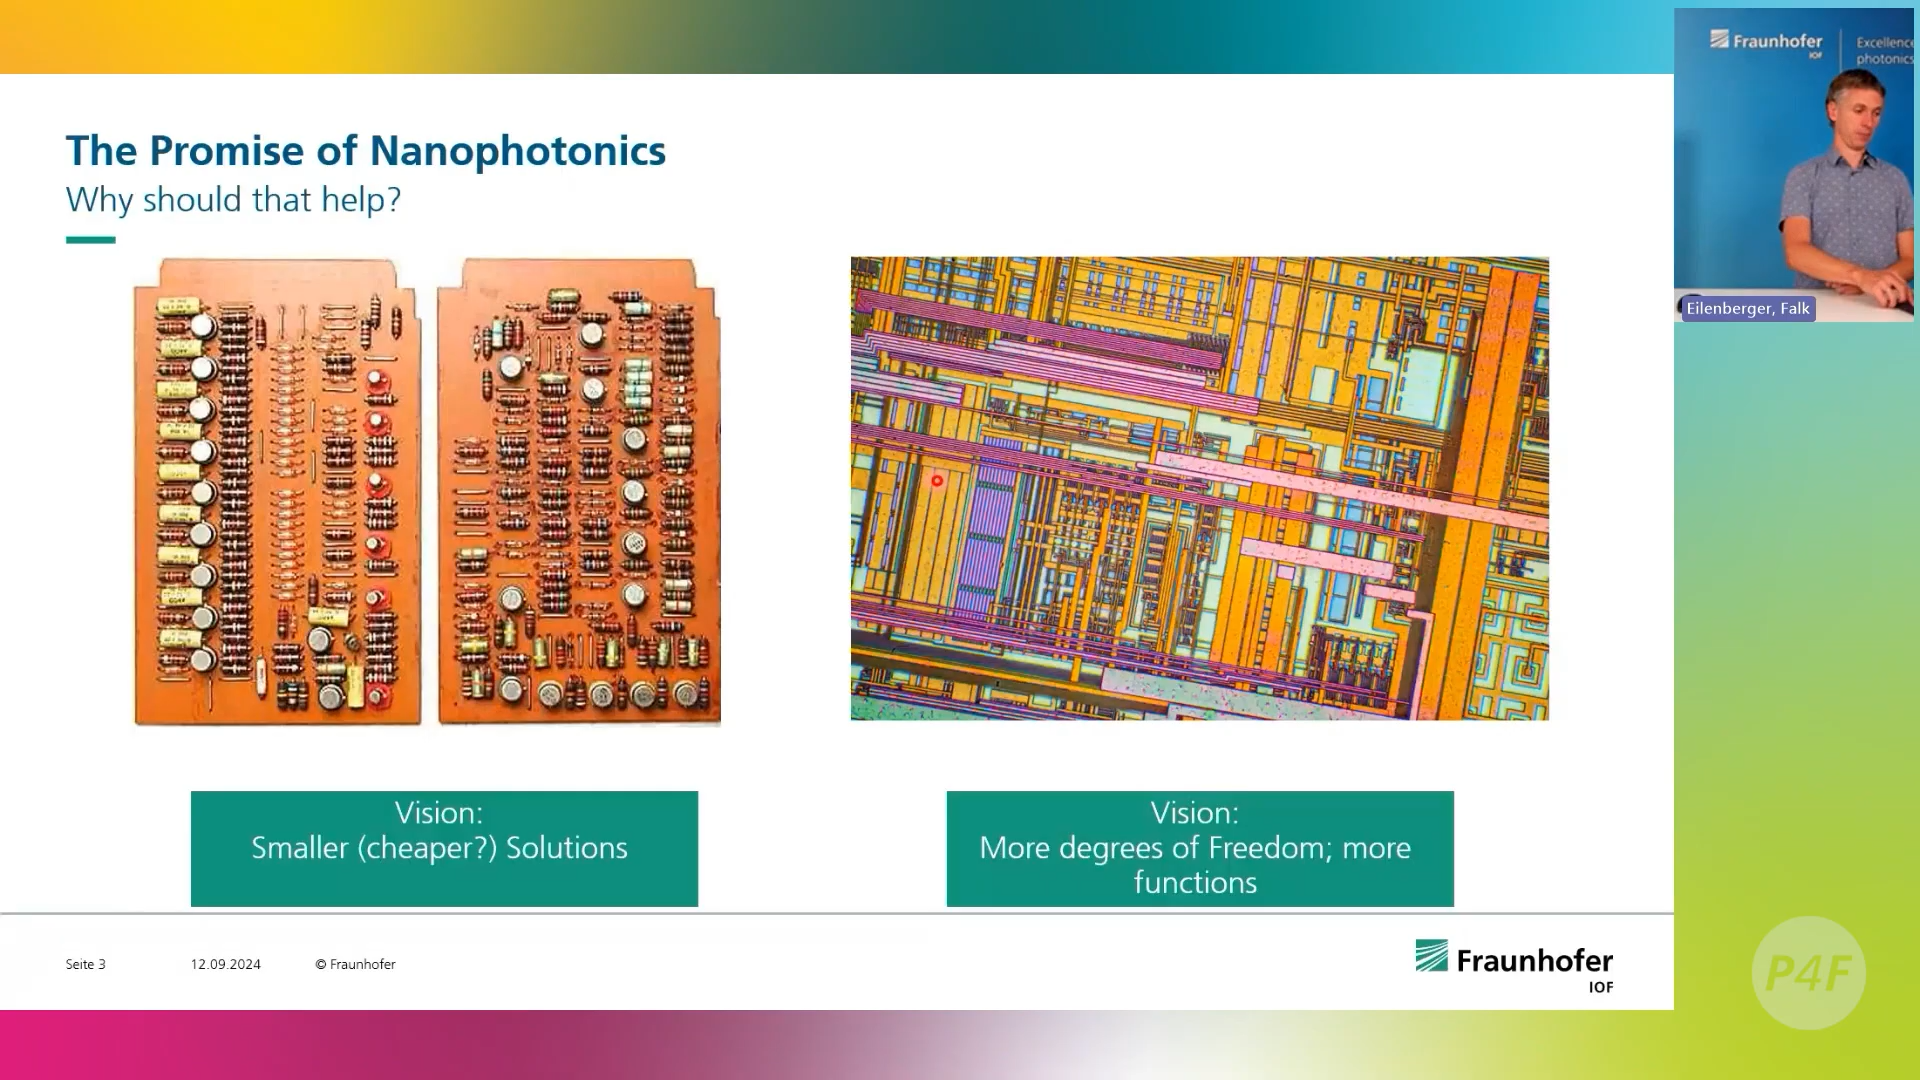 The Promise of Nanophotonics
Why should that help?
Vision:
Smaller (cheaper?) Solutions
Vision:
More degrees of Freedom; more
functions
Seite 3
12.09.2024
© Fraunhofer
Fraunhofer
IOF
Fraunhofer
IOF
Excellence
photonics
Eilenberger, Falk
P4F